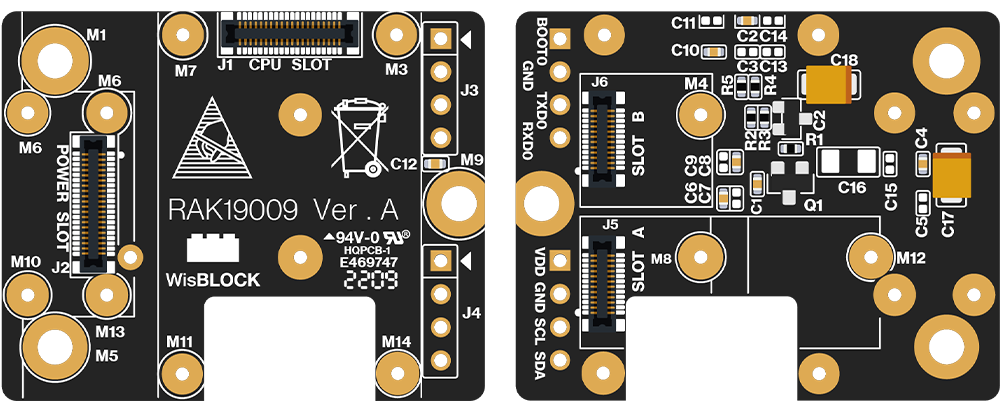 M1
M7
J1 CPU SLOT
M3
M6
J3
M6
C12
M9
POWER SLOT
J2
RAK19009 Ver . A
94V-0
HQPCB-1
E469747
2209
WisBLOCK
M10
M13
M5
M11
M14
J4
BOOT0
GND
TXD0
RXD0
C11
C2 C14
C10
C3 C13
C18
J6
SLOT B
M4
R5
R4
R2
R3
C2
R1
C9
C8
C6
C7
C1
Q1
C16
C15
C4
C5
C17
J5
SLOT A
M8
M12
VDD
GND
SCL
SDA